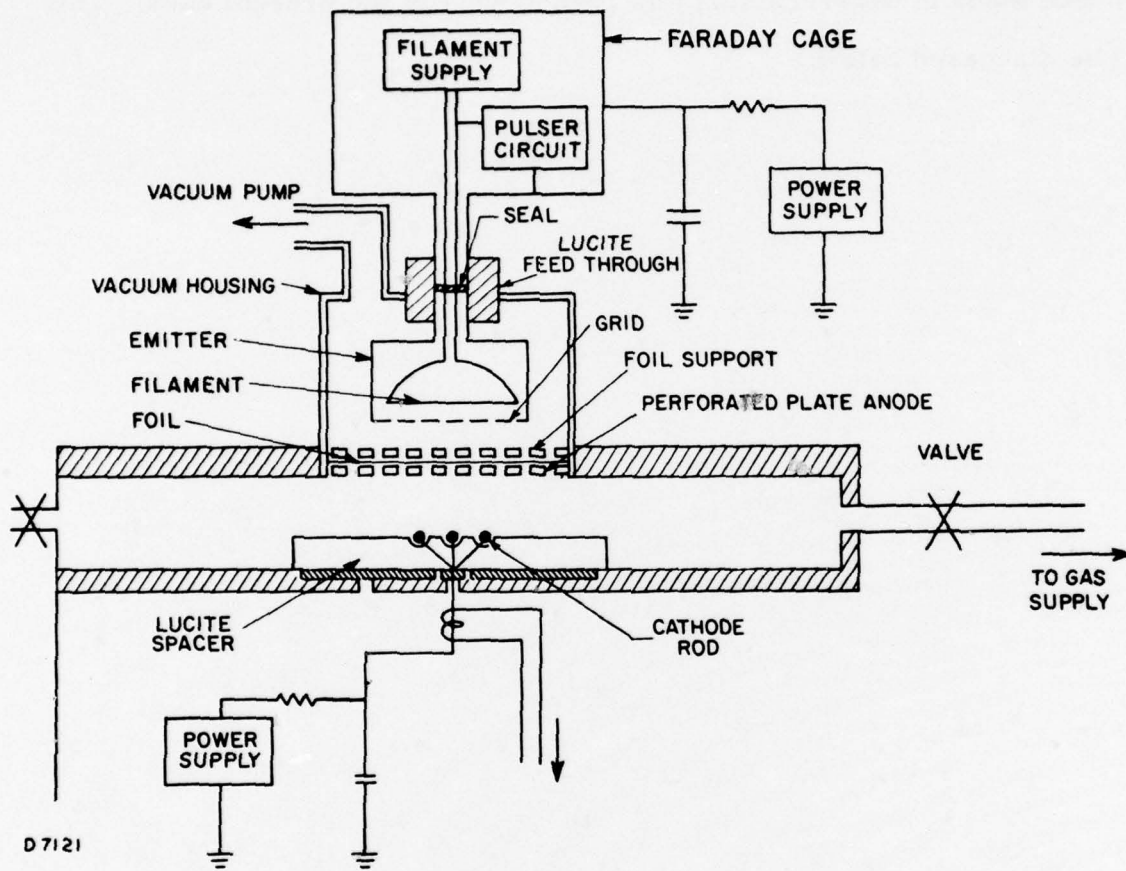 FILAMENT
SUPPLY
FARADAY CAGE
PULSER
CIRCUIT
VACUUM PUMP
SEAL
POWER
SUPPLY
LUCITE
FEED THROUGH
VACUUM HOUSING
GRID
EMITTER
FOIL SUPPORT
FILAMENT
PERFORATED PLATE ANODE
FOIL
VALVE
TO GAS
SUPPLY
LUCITE
SPACER
CATHODE
ROD
POWER
SUPPLY
D7121